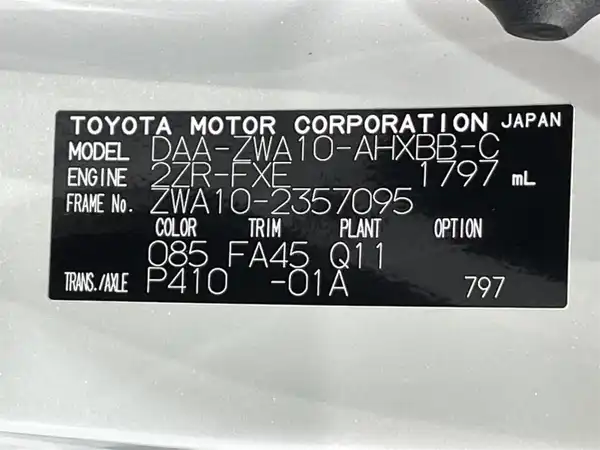 TOYOTA MOTOR CORPORATION JAPAN
MODEL DAA-ZWA10-AHXBB-C
ENGINE 2ZR-FXE 1797 mL
FRAME No. ZWA10-2357095
COLOR TRIM PLANT OPTION
085 FA45 Q11
TRANS./AXLE P410 -01A 797